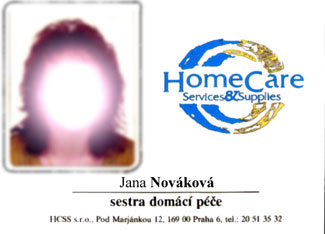 HomeCare
Services & Supplies
Jana Nováková
sestra domácí péče
HCSS s.r.o., Pod Marjánkou 12, 169 00 Praha 6, tel.: 20 51 35 32